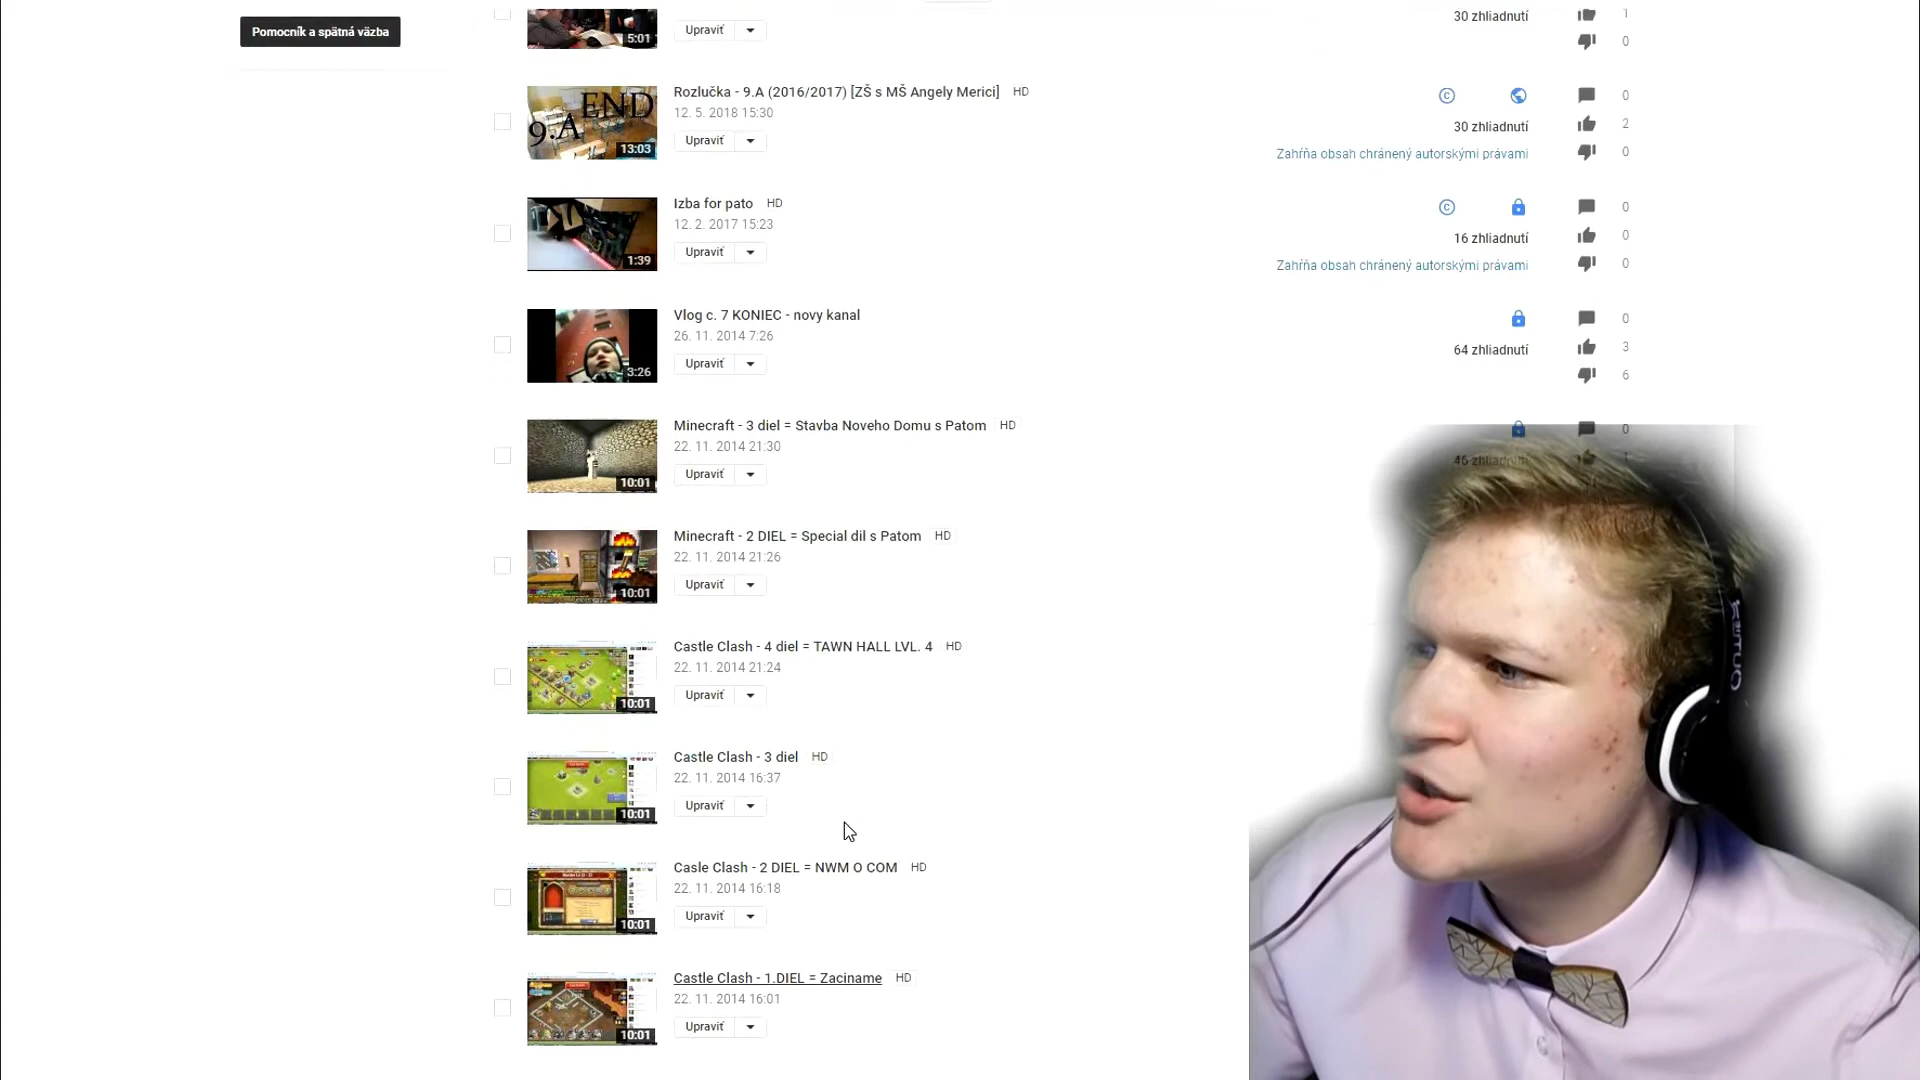 Pomocník a spätná väzba
5:01
Upraviť
30 zhliadnutí
1
0
9.A END
13:03
Rozlučka - 9.A (2016/2017) [ZŠ s MŠ Angely Merici] HD
12. 5. 2018 15:30
Upraviť
30 zhliadnutí
Zahŕňa obsah chránený autorskými právami
0
2
0
1:39
Izba for pato HD
12. 2. 2017 15:23
Upraviť
16 zhliadnutí
Zahŕňa obsah chránený autorskými právami
0
0
0
3:26
Vlog c. 7 KONIEC - novy kanal
26. 11. 2014 7:26
Upraviť
64 zhliadnutí
0
3
6
10:01
Minecraft - 3 diel = Stavba Noveho Domu s Patom HD
22. 11. 2014 21:30
Upraviť
0
10:01
Minecraft - 2 DIEL = Special dil s Patom HD
22. 11. 2014 21:26
Upraviť
10:01
Castle Clash - 4 diel = TAWN HALL LVL. 4 HD
22. 11. 2014 21:24
Upraviť
10:01
Castle Clash - 3 diel HD
22. 11. 2014 16:37
Upraviť
10:01
Casle Clash - 2 DIEL = NWM O COM HD
22. 11. 2014 16:18
Upraviť
10:01
Castle Clash - 1.DIEL = Zaciname HD
22. 11. 2014 16:01
Upraviť